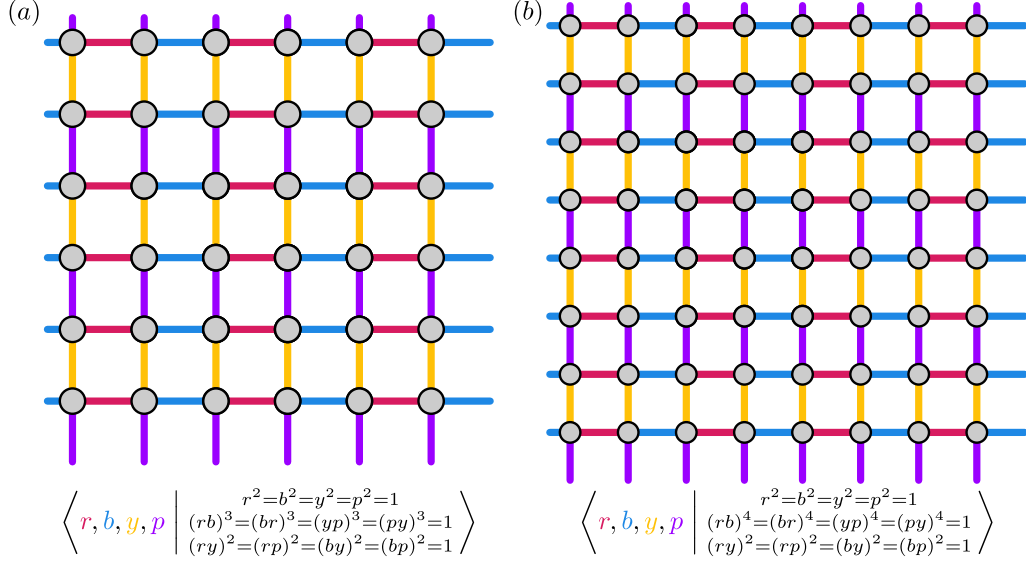 (a)
(b)
⟨ r, b, y, p | r²=b²=y²=p²=1
(rb)³=(br)³=(yp)³=(py)³=1
(ry)²=(rp)²=(by)²=(bp)²=1 ⟩
⟨ r, b, y, p | r²=b²=y²=p²=1
(rb)⁴=(br)⁴=(yp)⁴=(py)⁴=1
(ry)²=(rp)²=(by)²=(bp)²=1 ⟩